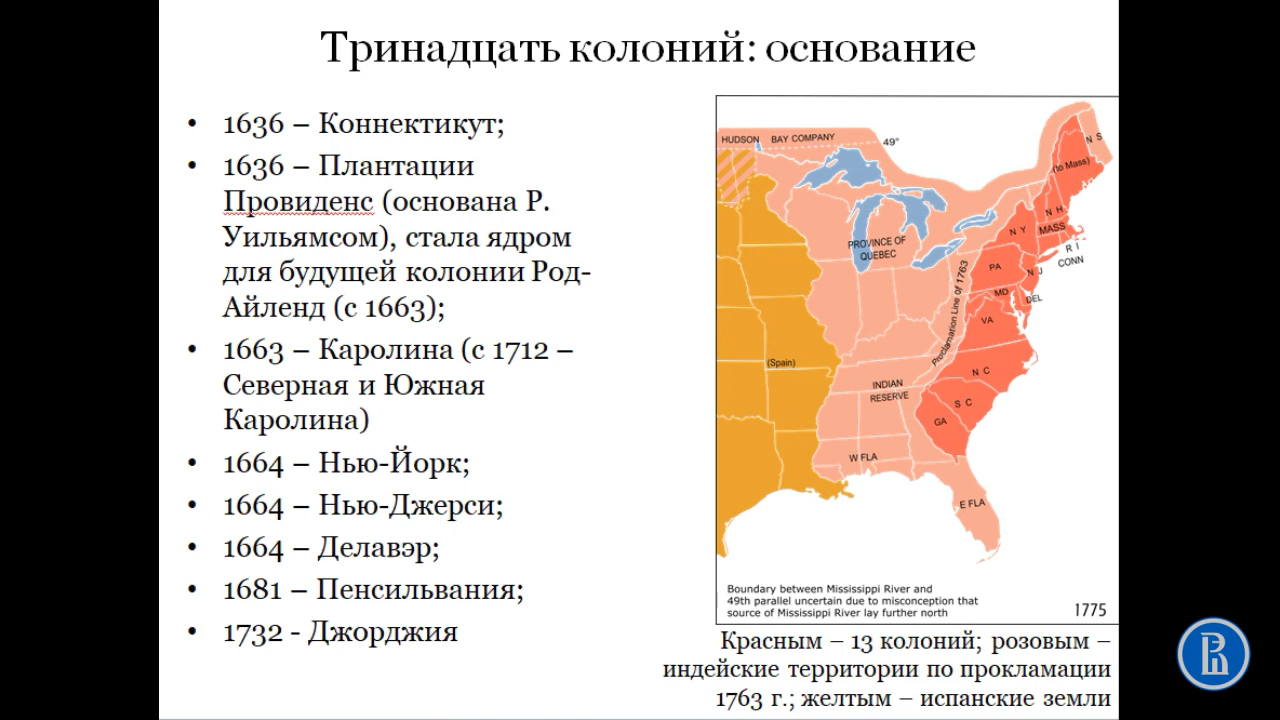 Тринадцать колоний: основание
• 1636 – Коннектикут;
• 1636 – Плантации
Провиденс (основана Р.
Уильямсом), стала ядром
для будущей колонии Род-
Айленд (с 1663);
• 1663 – Каролина (с 1712 –
Северная и Южная
Каролина)
• 1664 – Нью-Йорк;
• 1664 – Нью-Джерси;
• 1664 – Делавэр;
• 1681 – Пенсильвания;
• 1732 - Джорджия
HUDSON BAY COMPANY
49°
N S
(to Mass)
N H
N Y
MASS
R I
CONN
PROVINCE OF
QUEBEC
PA
N J
MD
DEL
VA
Proclamation Line of 1763
(Spain)
N C
INDIAN
RESERVE
S C
GA
W FLA
E FLA
Boundary between Mississippi River and
49th parallel uncertain due to misconception that
source of Mississippi River lay further north
1775
Красным – 13 колоний; розовым –
индейские территории по прокламации
1763 г.; желтым – испанские земли